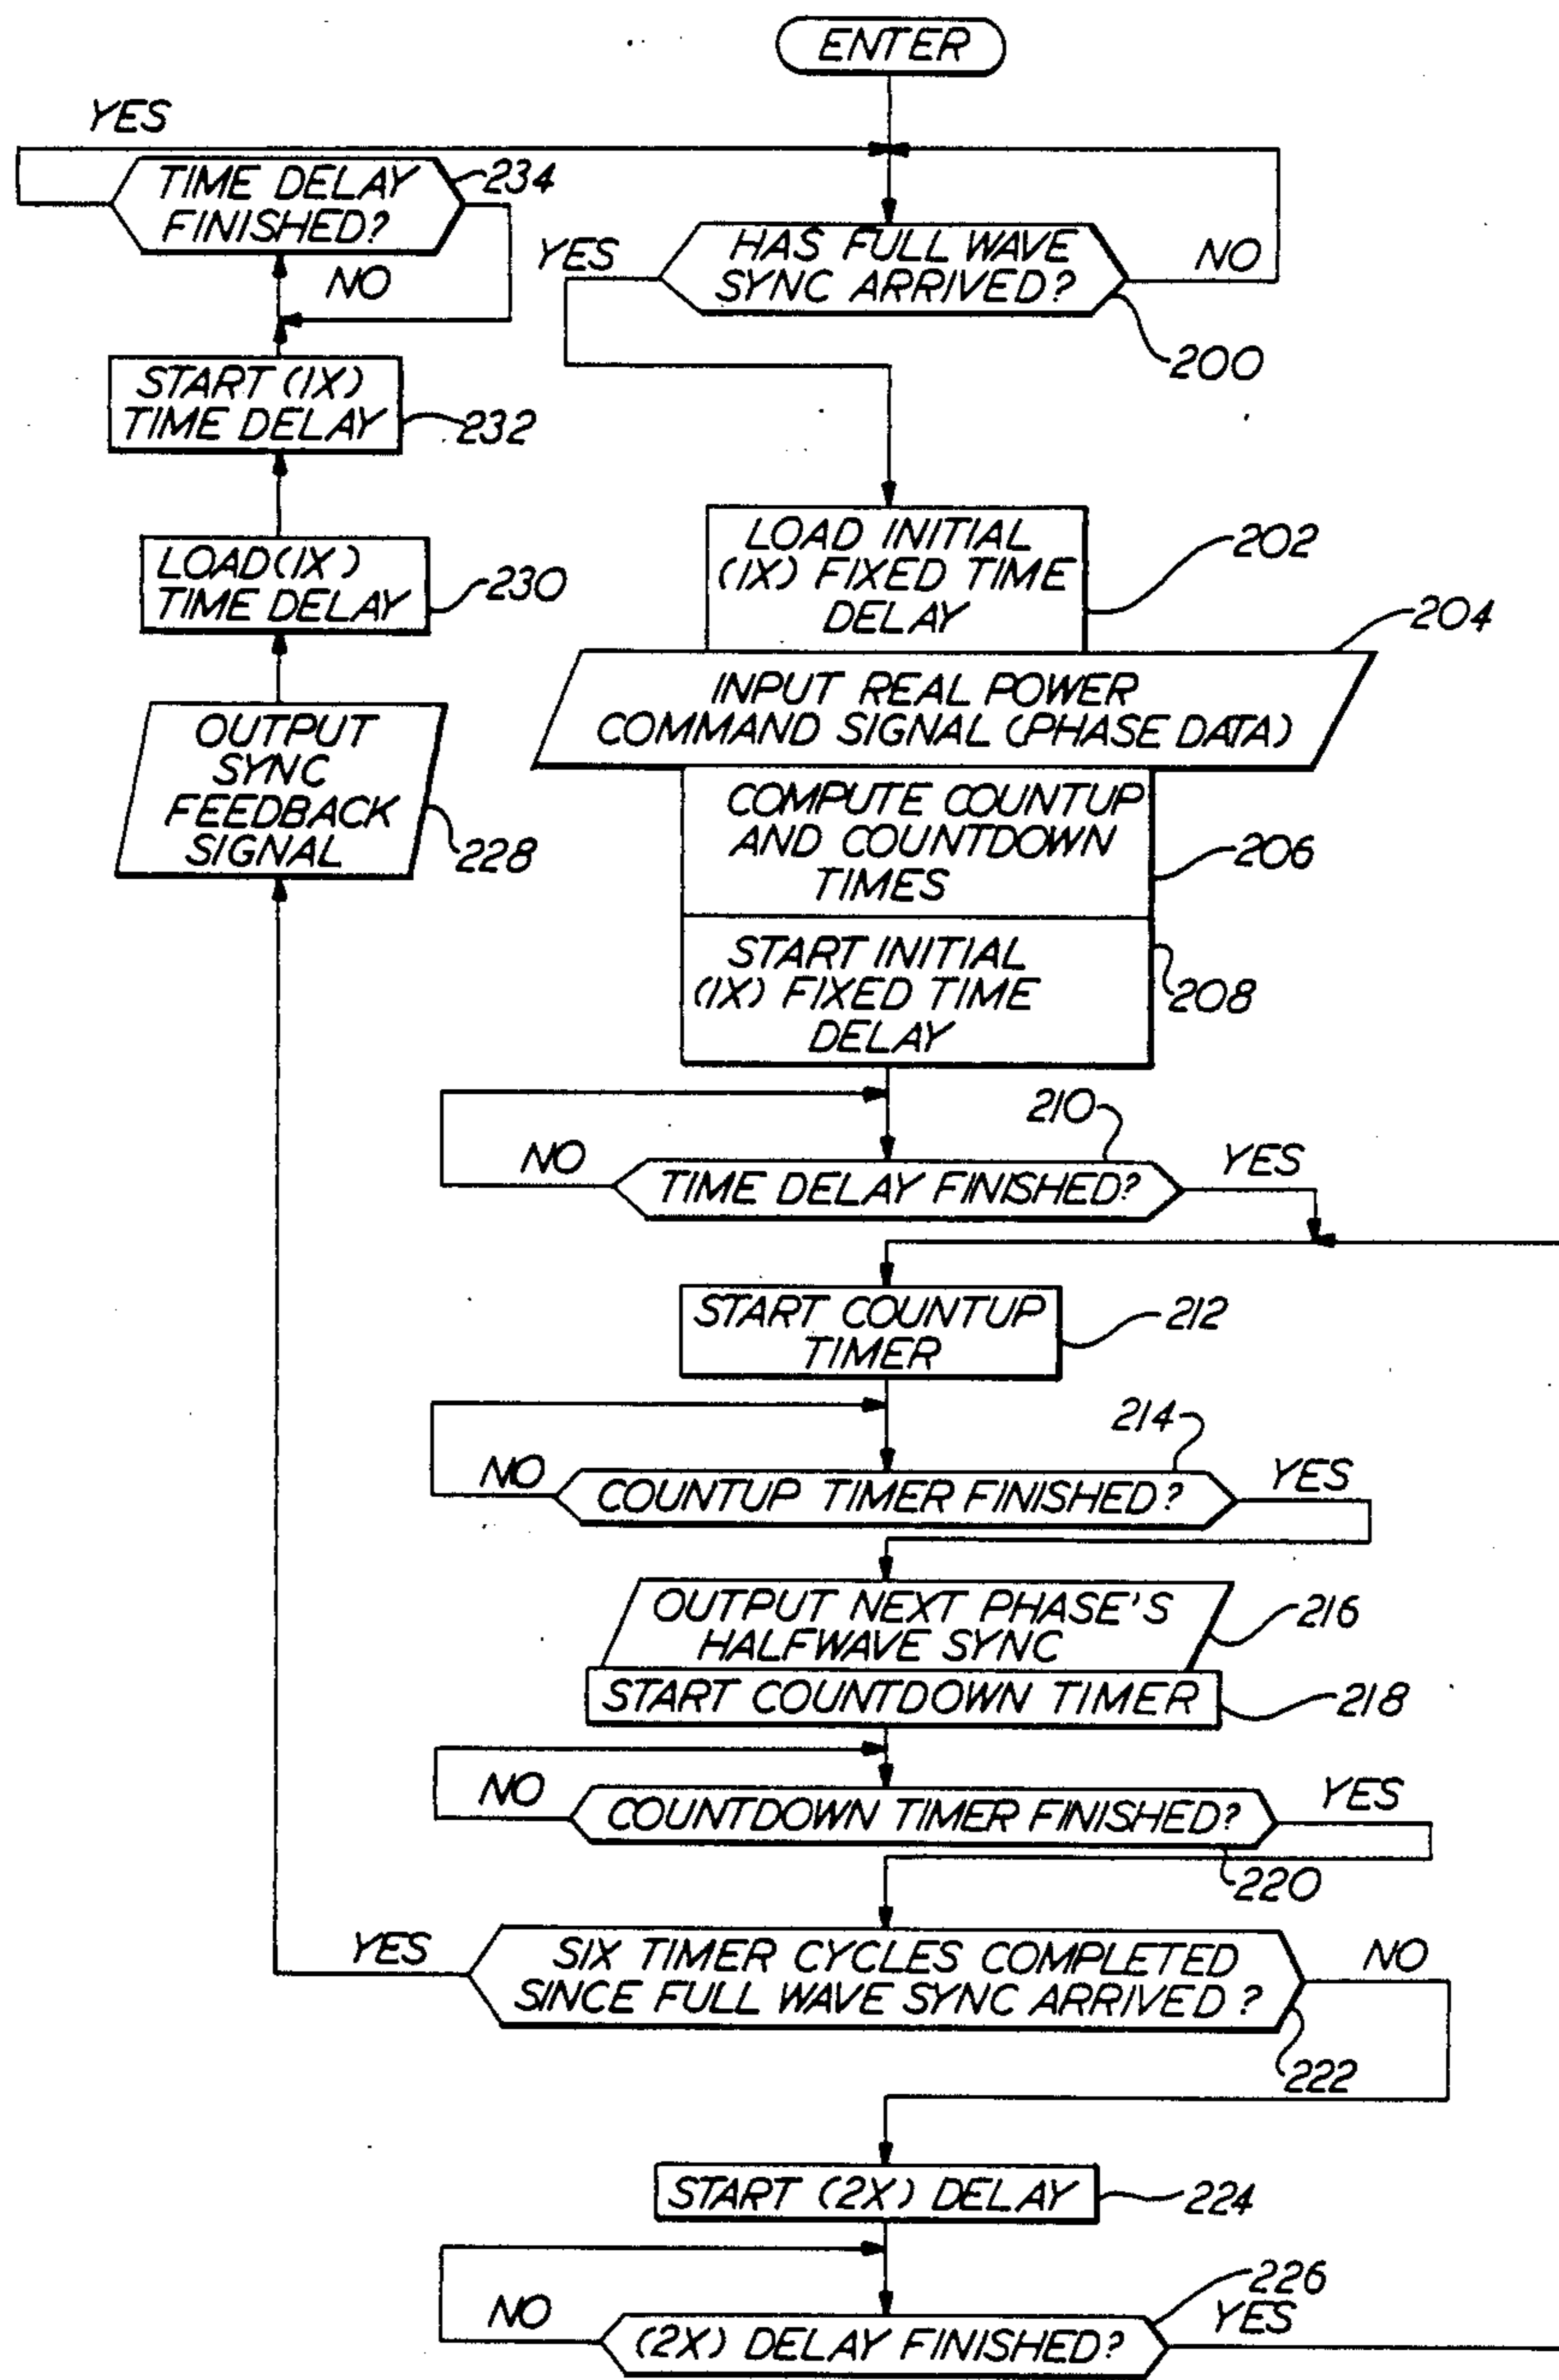 ENTER
YES
TIME DELAY
FINISHED?
234
NO
YES
HAS FULL WAVE
SYNC ARRIVED?
NO
200
START (1X)
TIME DELAY
232
LOAD (1X)
TIME DELAY
230
OUTPUT
SYNC
FEEDBACK
SIGNAL
228
LOAD INITIAL
(1X) FIXED TIME
DELAY
202
204
INPUT REAL POWER
COMMAND SIGNAL (PHASE DATA)
COMPUTE COUNTUP
AND COUNTDOWN
TIMES
206
START INITIAL
(1X) FIXED TIME
DELAY
208
210
NO
TIME DELAY FINISHED?
YES
START COUNTUP
TIMER
212
214
NO
COUNTUP TIMER FINISHED?
YES
OUTPUT NEXT PHASE'S
HALFWAVE SYNC
216
START COUNTDOWN TIMER
218
NO
COUNTDOWN TIMER FINISHED?
YES
220
YES
SIX TIMER CYCLES COMPLETED
SINCE FULL WAVE SYNC ARRIVED?
NO
222
START (2X) DELAY
224
226
NO
(2X) DELAY FINISHED?
YES